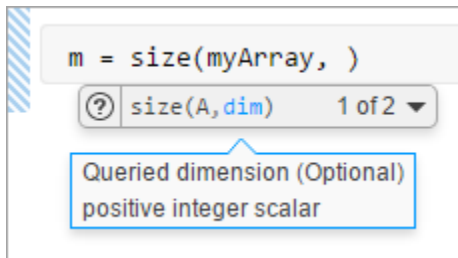 m = size(myArray, )
? size(A,dim) 1 of 2
Queried dimension (Optional)
positive integer scalar